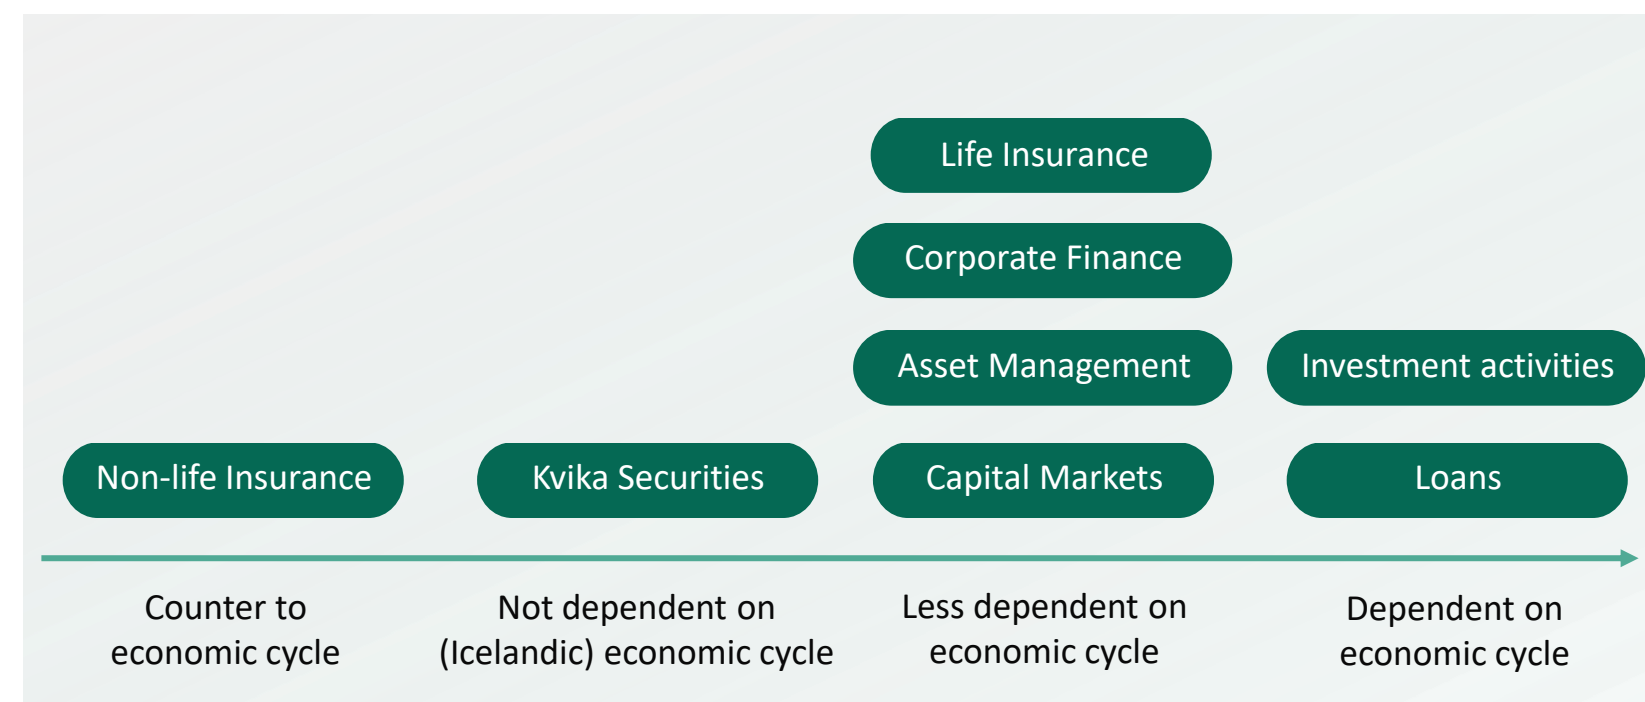 Life Insurance
Corporate Finance
Asset Management
Investment activities
Non-life Insurance
Kvika Securities
Capital Markets
Loans
Counter to
economic cycle
Not dependent on
(Icelandic) economic cycle
Less dependent on
economic cycle
Dependent on
economic cycle